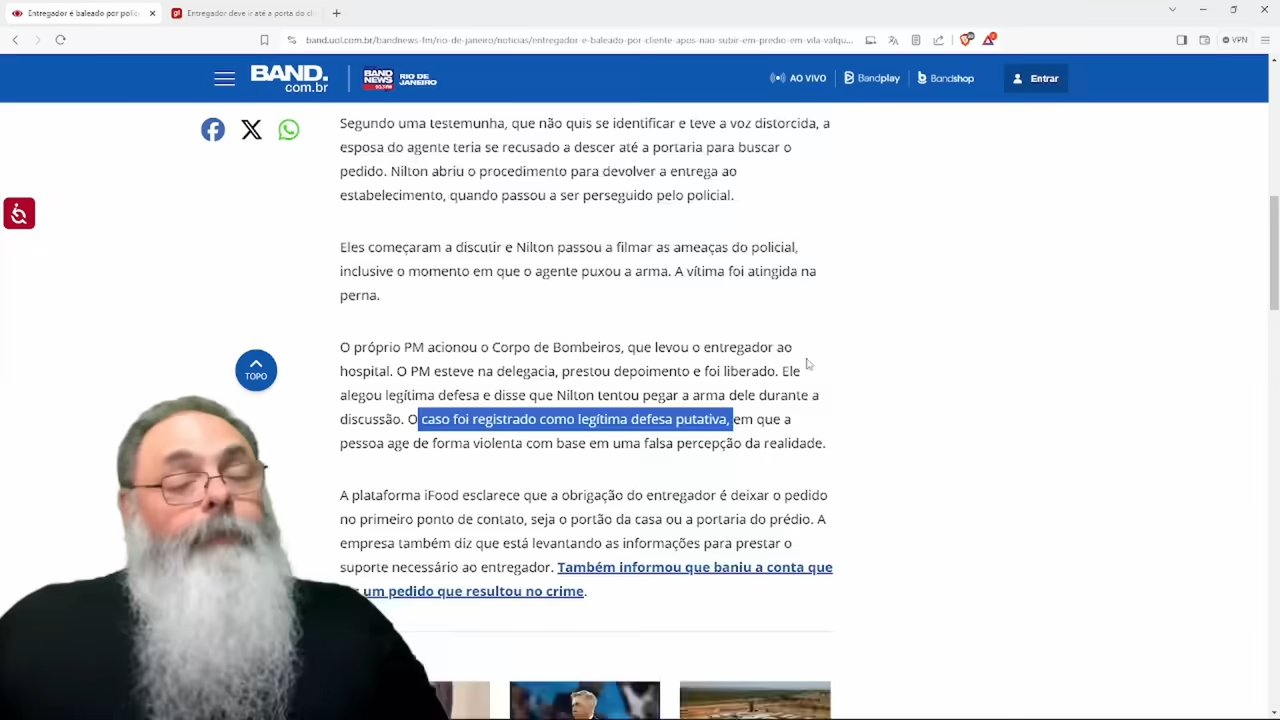 Entregador é baleado por polic
Entregador deve ir até a porta do cl
band.uol.com.br/bandnews-fm/rio-de-janeiro/noticias/entregador-e-baleado-por-cliente-apos-nao-subir-em-predio-em-vila-valqu...
VPN
BAND.
com.br
BAND
NEWS
RIO DE
JANEIRO
AO VIVO
Bandplay
Bandshop
Entrar
Segundo uma testemunha, que não quis se identificar e teve a voz distorcida, a
esposa do agente teria se recusado a descer até a portaria para buscar o
pedido. Nilton abriu o procedimento para devolver a entrega ao
estabelecimento, quando passou a ser perseguido pelo policial.
Eles começaram a discutir e Nilton passou a filmar as ameaças do policial,
inclusive o momento em que o agente puxou a arma. A vítima foi atingida na
perna.
O próprio PM acionou o Corpo de Bombeiros, que levou o entregador ao
hospital. O PM esteve na delegacia, prestou depoimento e foi liberado. Ele
alegou legítima defesa e disse que Nilton tentou pegar a arma dele durante a
discussão. O caso foi registrado como legítima defesa putativa, em que a
pessoa age de forma violenta com base em uma falsa percepção da realidade.
TOPO
A plataforma iFood esclarece que a obrigação do entregador é deixar o pedido
no primeiro ponto de contato, seja o portão da casa ou a portaria do prédio. A
empresa também diz que está levantando as informações para prestar o
suporte necessário ao entregador. Também informou que baniu a conta que
um pedido que resultou no crime.